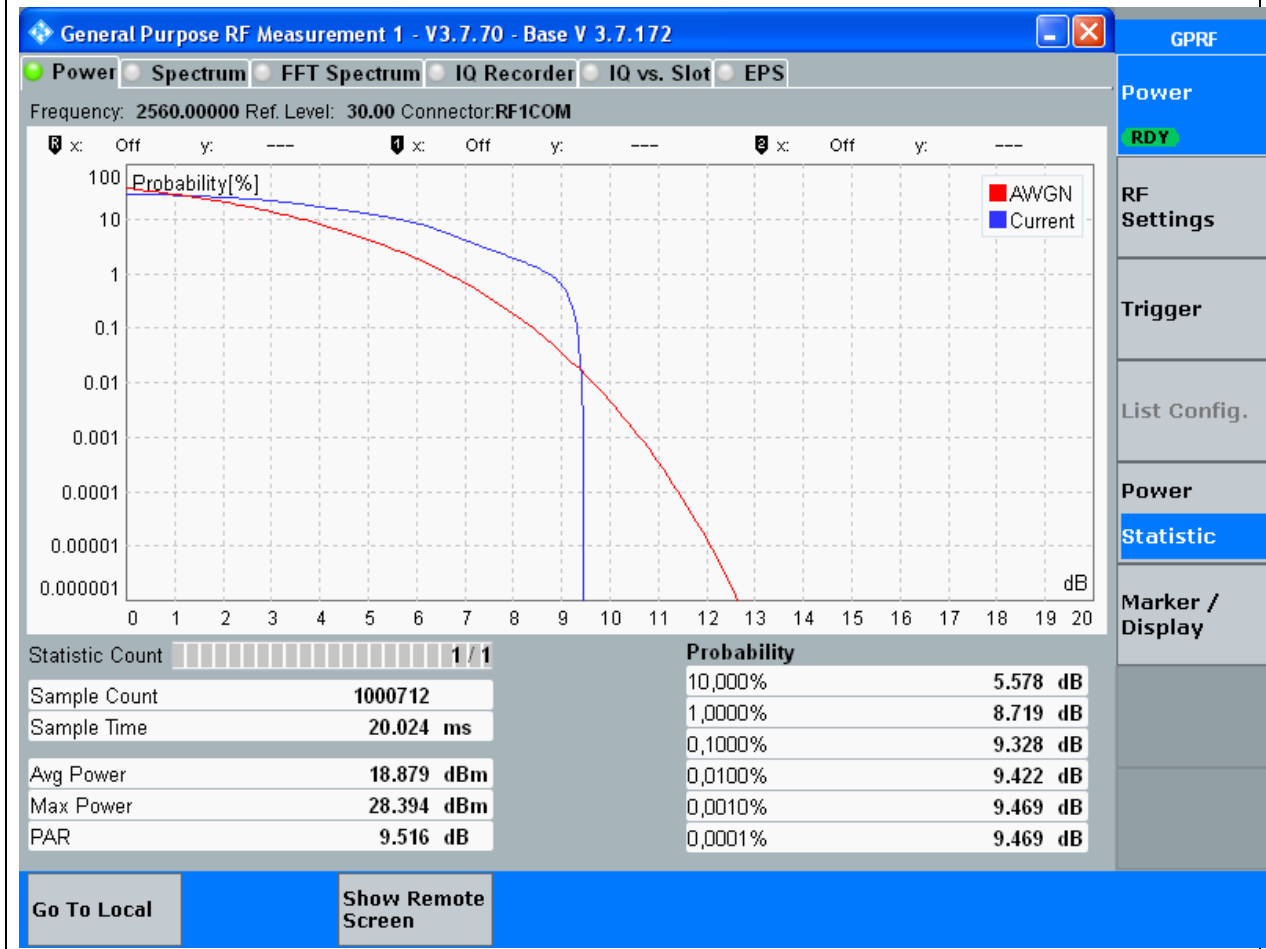 General Purpose RF Measurement 1 - V3.7.70 - Base V 3.7.172
GPRF
Power Spectrum FFT Spectrum IQ Recorder IQ vs. Slot EPS
Frequency: 2560.00000 Ref. Level: 30.00 Connector:RF1COM
R x: Off y: --- 1 x: Off y: --- 2 x: Off y: ---
Probability[%]
100
10
1
0.1
0.01
0.001
0.0001
0.00001
0.000001
AWGN
Current
dB
0 1 2 3 4 5 6 7 8 9 10 11 12 13 14 15 16 17 18 19 20
Statistic Count 1 / 1
Sample Count 1000712
Sample Time 20.024 ms
Avg Power 18.879 dBm
Max Power 28.394 dBm
PAR 9.516 dB
Probability
10,000% 5.578 dB
1,0000% 8.719 dB
0,1000% 9.328 dB
0,0100% 9.422 dB
0,0010% 9.469 dB
0,0001% 9.469 dB
Power
RDY
RF
Settings
Trigger
List Config.
Power
Statistic
Marker /
Display
Go To Local
Show Remote
Screen